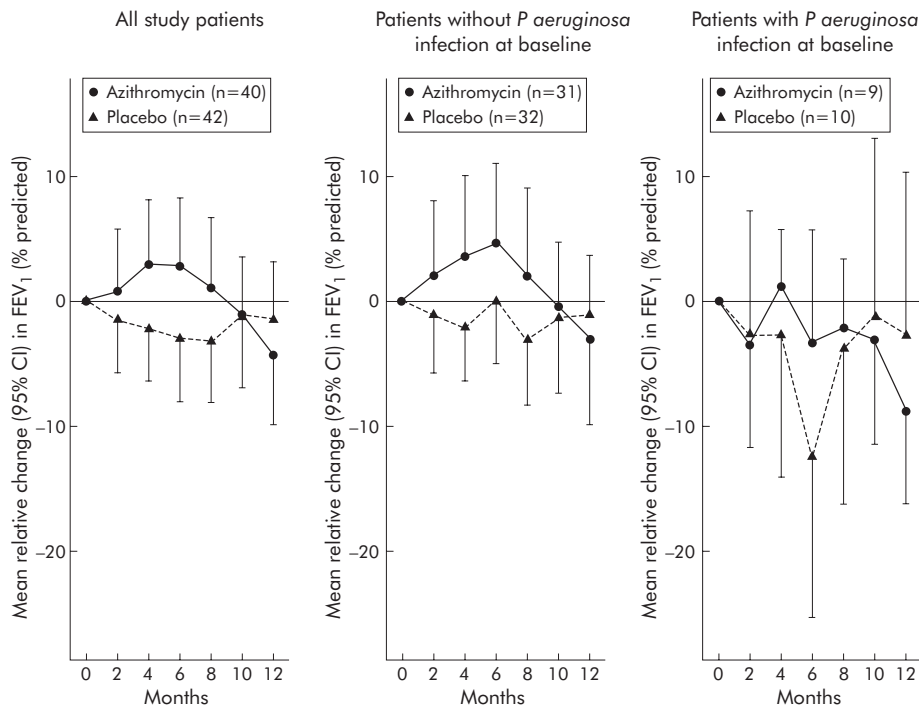 All study patients
Mean relative change (95% CI) in FEV1 (% predicted)
Azithromycin (n=40)
Placebo (n=42)
10
0
–10
–20
0 2 4 6 8 10 12
Months
Patients without P aeruginosa
infection at baseline
Mean relative change (95% CI) in FEV1 (% predicted)
Azithromycin (n=31)
Placebo (n=32)
10
0
–10
–20
0 2 4 6 8 10 12
Months
Patients with P aeruginosa
infection at baseline
Mean relative change (95% CI) in FEV1 (% predicted)
Azithromycin (n=9)
Placebo (n=10)
10
0
–10
–20
0 2 4 6 8 10 12
Months